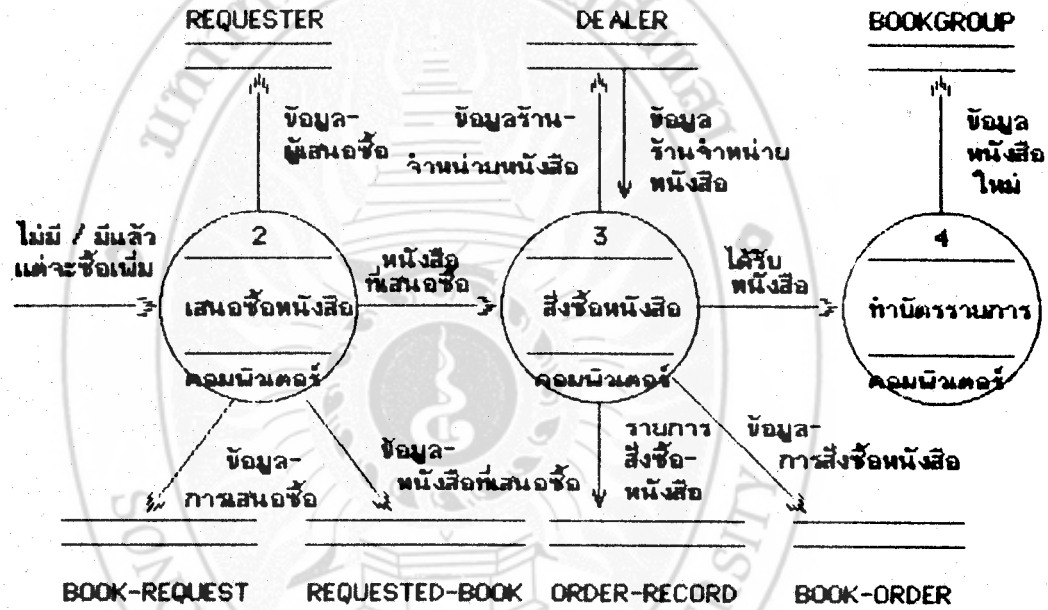 REQUESTER
DEALER
BOOKGROUP
ข้อมูล-
ผู้เสนอซื้อ
ข้อมูลร้าน-
จำหน่ายหนังสือ
ข้อมูล
ร้านจำหน่าย
หนังสือ
ข้อมูล
หนังสือ
ใหม่
ไม่มี / มีแล้ว
แต่จะซื้อเพิ่ม
2
เสนอซื้อหนังสือ
คอมพิวเตอร์
หนังสือ
ที่เสนอซื้อ
3
สั่งซื้อหนังสือ
คอมพิวเตอร์
ได้รับ
หนังสือ
4
ทำบัตรรายการ
คอมพิวเตอร์
ข้อมูล-
การเสนอซื้อ
ข้อมูล-
หนังสือที่เสนอซื้อ
รายการ
สั่งซื้อ-
หนังสือ
ข้อมูล-
การสั่งซื้อหนังสือ
BOOK-REQUEST
REQUESTED-BOOK
ORDER-RECORD
BOOK-ORDER